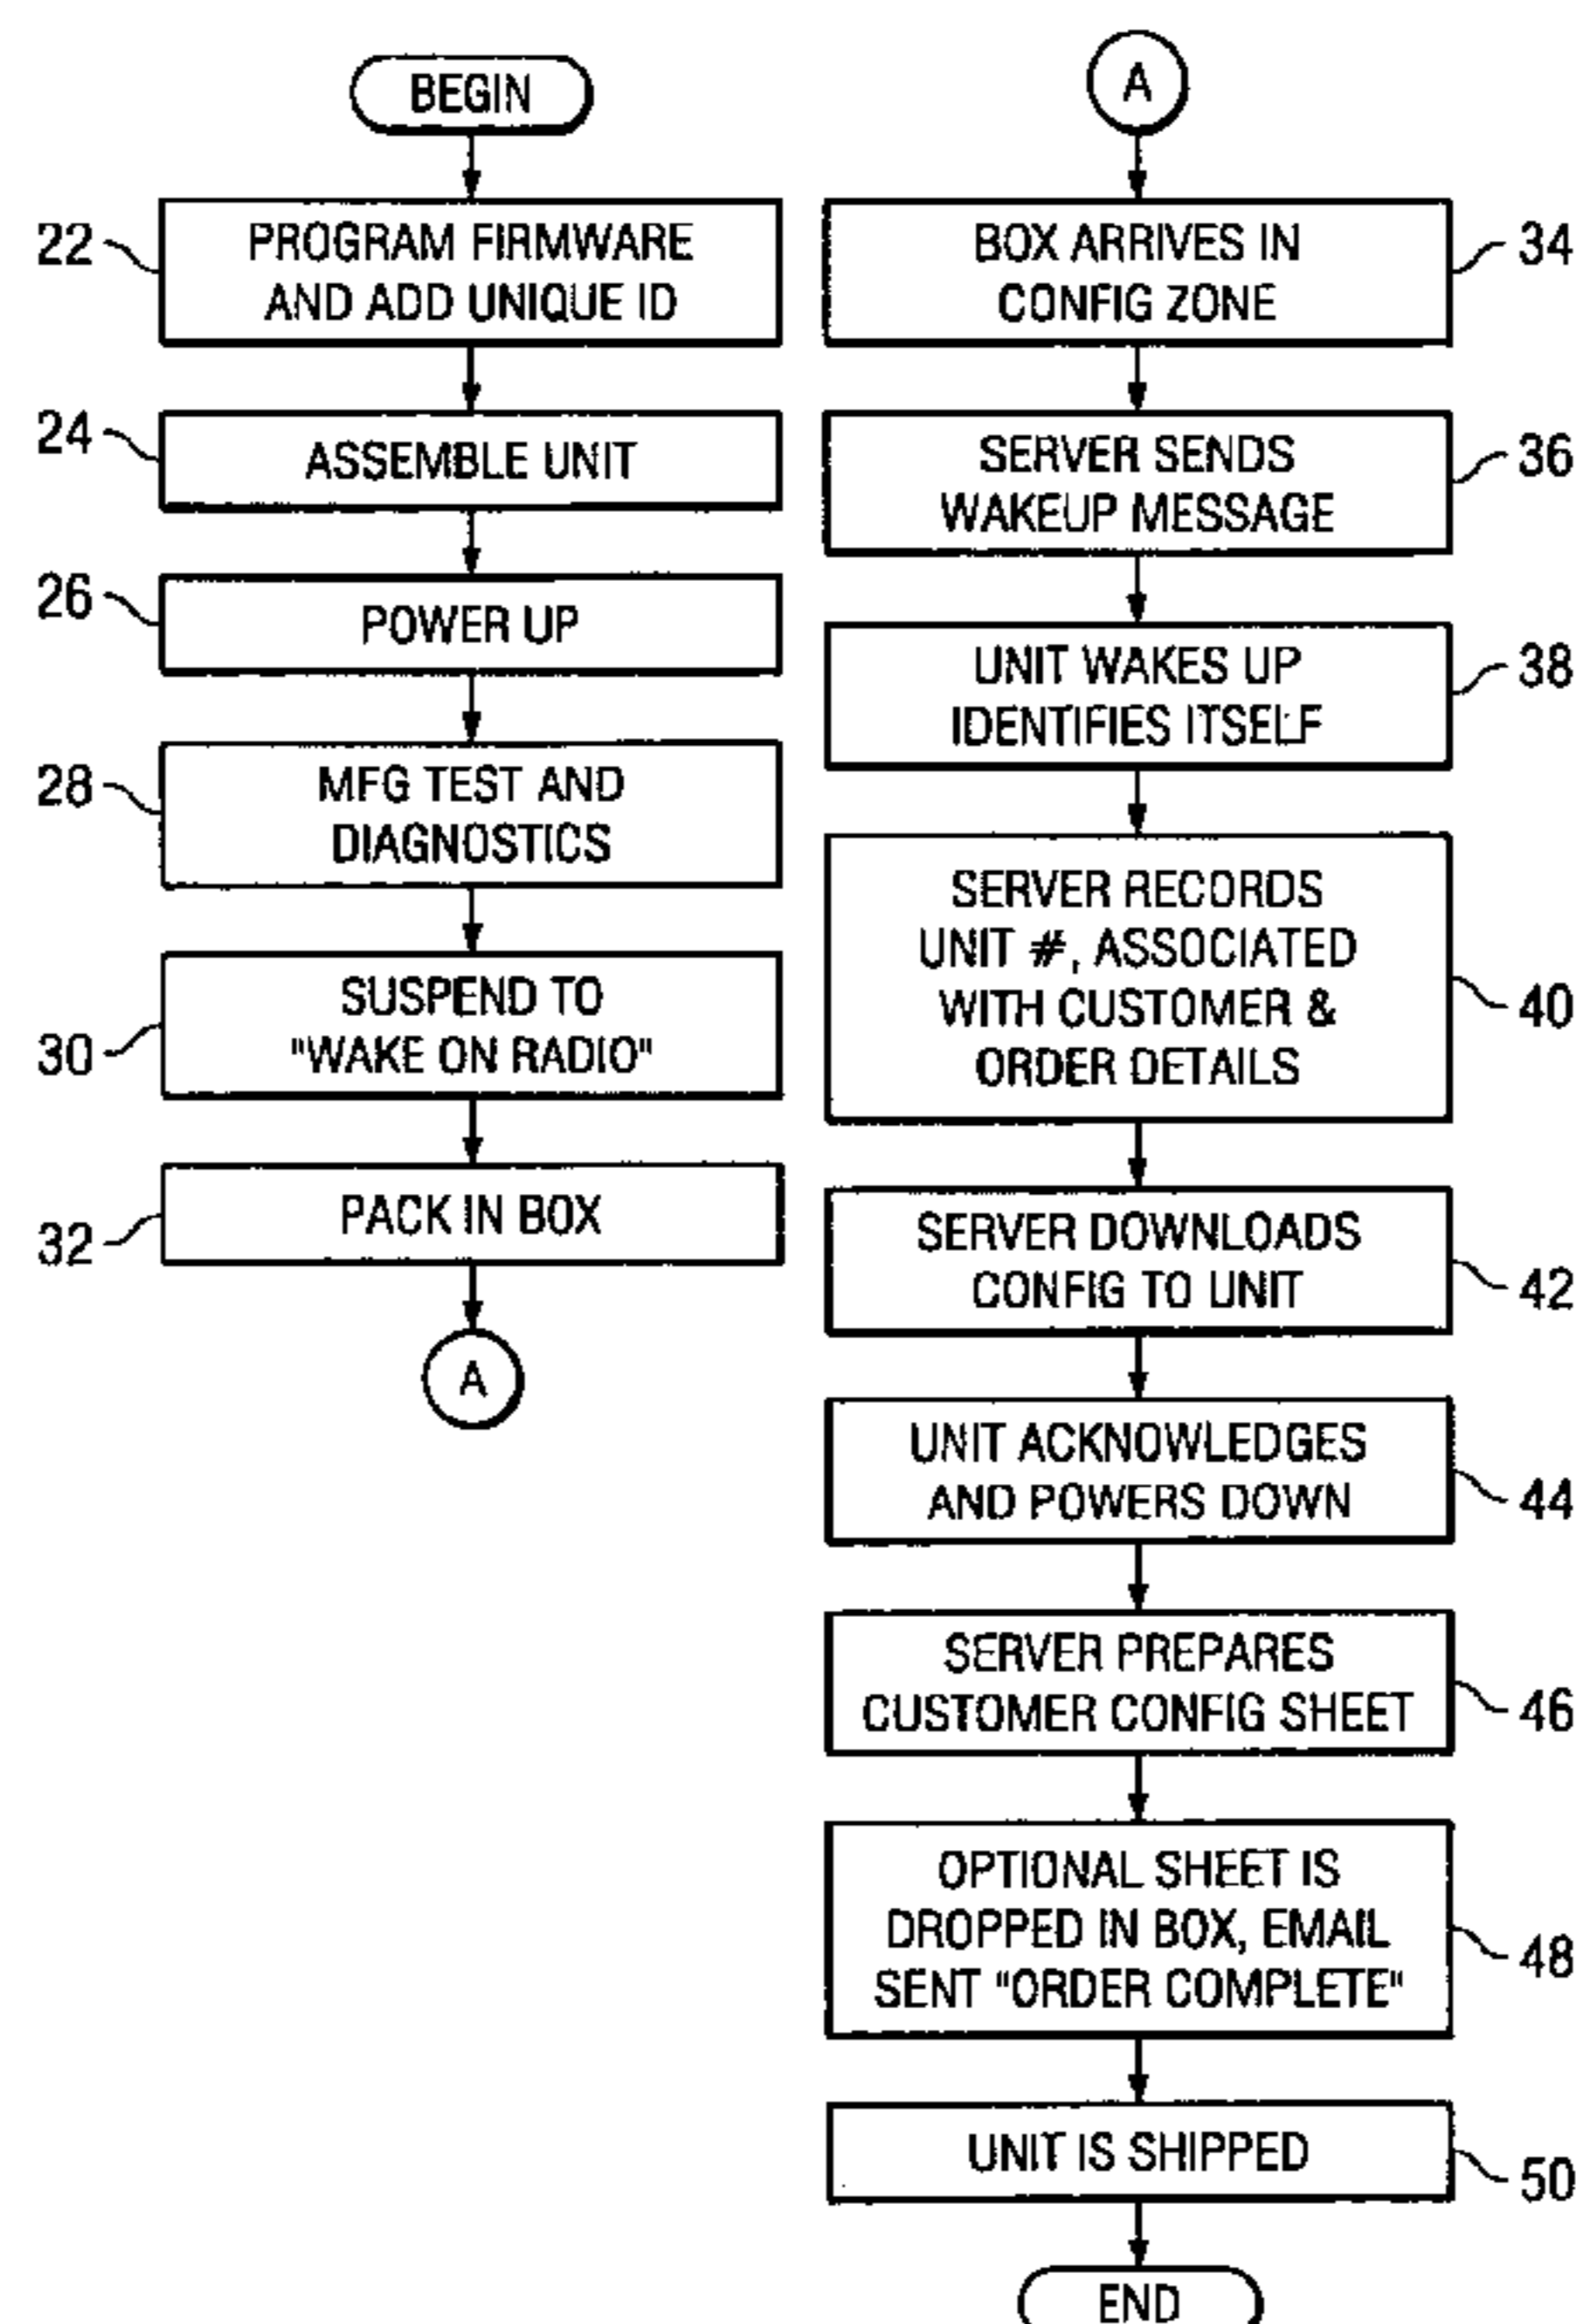 BEGIN
22
PROGRAM FIRMWARE
AND ADD UNIQUE ID
24
ASSEMBLE UNIT
26
POWER UP
28
MFG TEST AND
DIAGNOSTICS
30
SUSPEND TO
"WAKE ON RADIO"
32
PACK IN BOX
A
A
BOX ARRIVES IN
CONFIG ZONE
34
SERVER SENDS
WAKEUP MESSAGE
36
UNIT WAKES UP
IDENTIFIES ITSELF
38
SERVER RECORDS
UNIT #, ASSOCIATED
WITH CUSTOMER &
ORDER DETAILS
40
SERVER DOWNLOADS
CONFIG TO UNIT
42
UNIT ACKNOWLEDGES
AND POWERS DOWN
44
SERVER PREPARES
CUSTOMER CONFIG SHEET
46
OPTIONAL SHEET IS
DROPPED IN BOX, EMAIL
SENT "ORDER COMPLETE"
48
UNIT IS SHIPPED
50
END